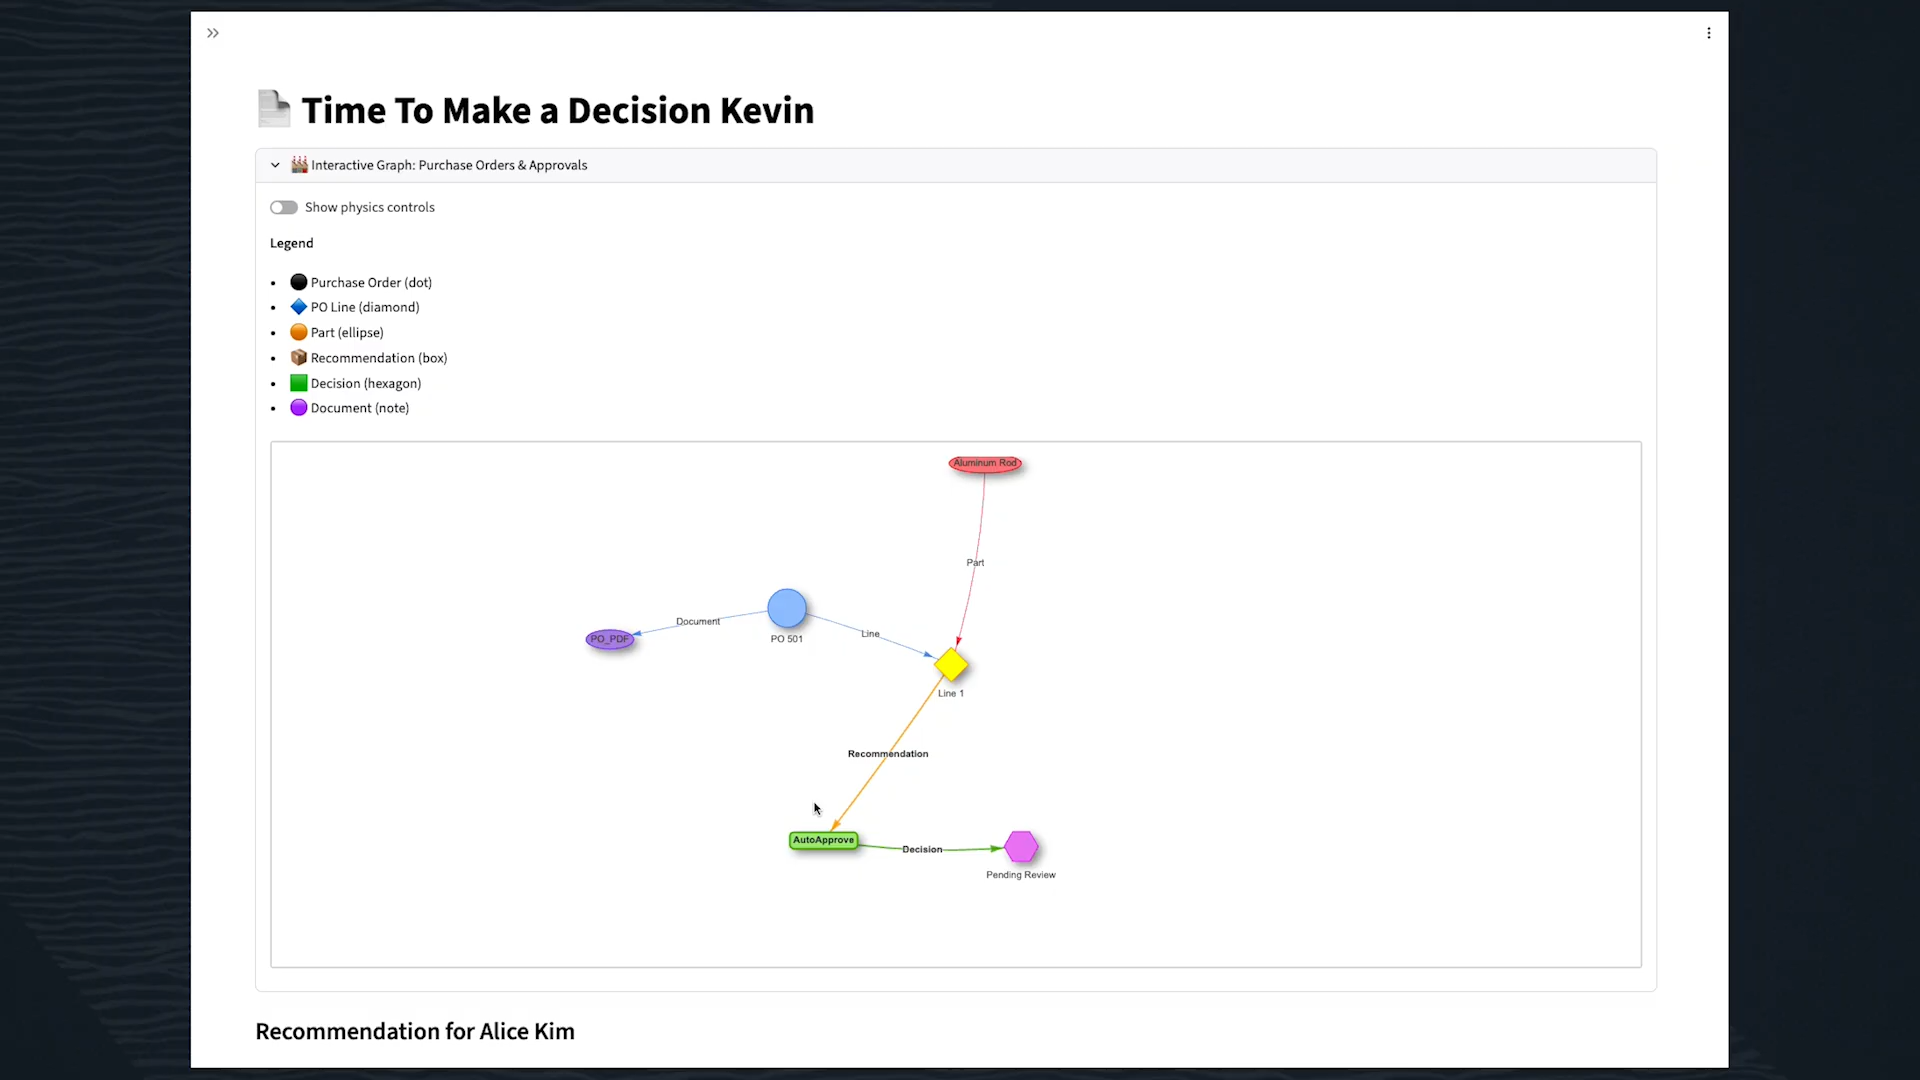 Time To Make a Decision Kevin
Interactive Graph: Purchase Orders & Approvals
Show physics controls
Legend
Purchase Order (dot)
PO Line (diamond)
Part (ellipse)
Recommendation (box)
Decision (hexagon)
Document (note)
Aluminum Rod
Part
Document
PO 501
Line
PO_PDF
Line 1
Recommendation
AutoApprove
Decision
Pending Review
Recommendation for Alice Kim